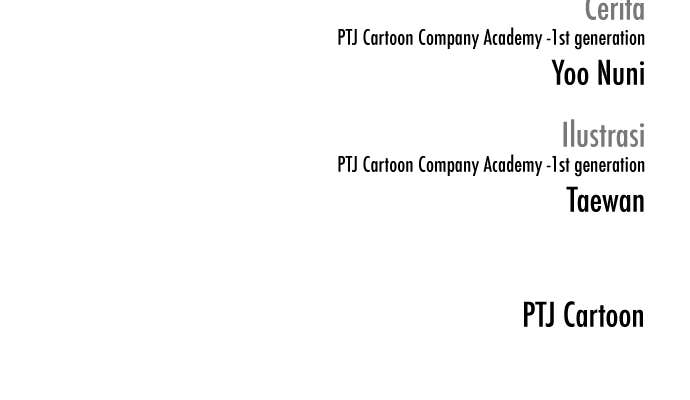 Cerita
PTJ Cartoon Company Academy -1st generation
Yoo Nuni
Ilustrasi
PTJ Cartoon Company Academy -1st generation
Taewan
PTJ Cartoon